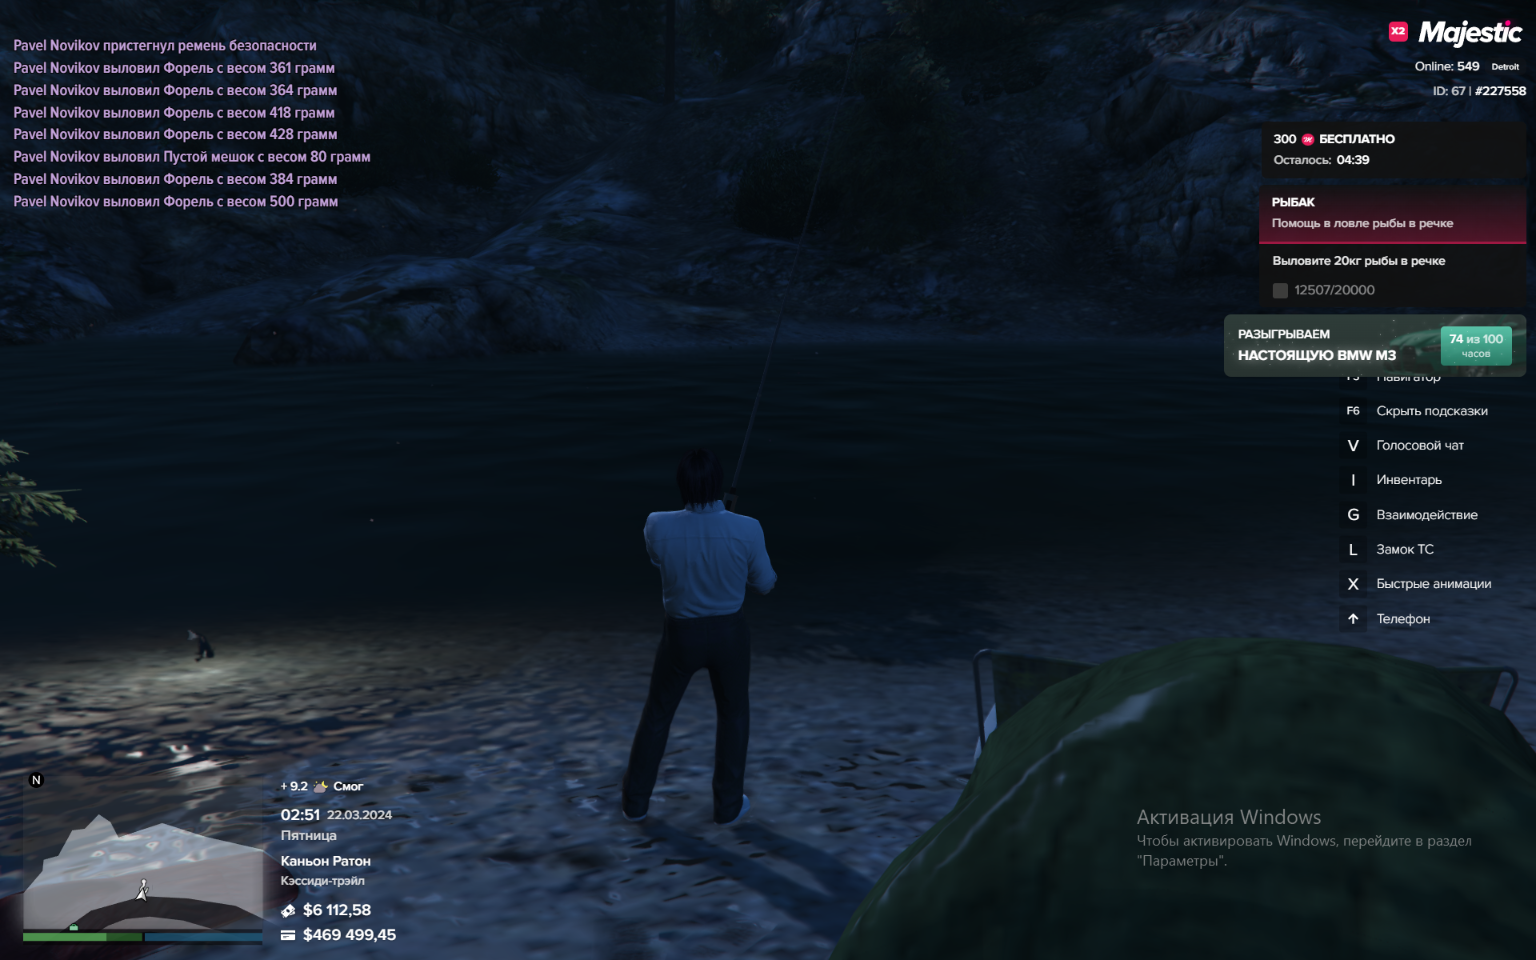 Pavel Novikov пристегнул ремень безопасности
Pavel Novikov выловил Форель с весом 361 грамм
Pavel Novikov выловил Форель с весом 364 грамм
Pavel Novikov выловил Форель с весом 418 грамм
Pavel Novikov выловил Форель с весом 428 грамм
Pavel Novikov выловил Пустой мешок с весом 80 грамм
Pavel Novikov выловил Форель с весом 384 грамм
Pavel Novikov выловил Форель с весом 500 грамм
X2 Majestic
Online: 549 Detroit
ID: 67 | #227558
300 БЕСПЛАТНО
Осталось: 04:39
РЫБАК
Помощь в ловле рыбы в речке
Выловите 20кг рыбы в речке
12507/20000
РАЗЫГРЫВАЕМ
НАСТОЯЩУЮ BMW M3
74 из 100
часов
Навигатор
F6 Скрыть подсказки
V Голосовой чат
I Инвентарь
G Взаимодействие
L Замок ТС
X Быстрые анимации
↑ Телефон
N
+ 9.2 Смог
02:51 22.03.2024
Пятница
Каньон Ратон
Кэссиди-трэйл
$6 112,58
$469 499,45
Активация Windows
Чтобы активировать Windows, перейдите в раздел
"Параметры".